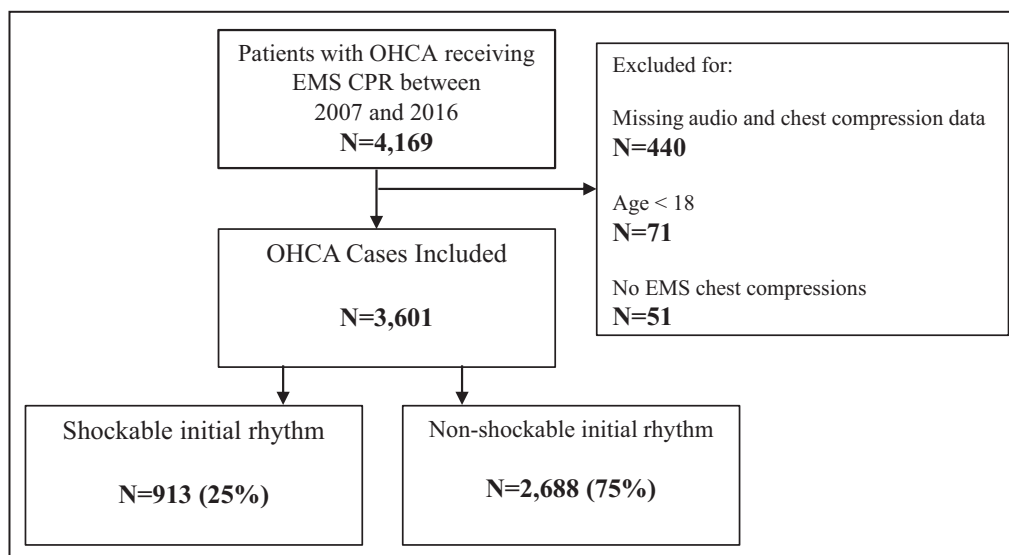 Patients with OHCA receiving
EMS CPR between
2007 and 2016
N=4,169
Excluded for:
Missing audio and chest compression data
N=440
Age < 18
N=71
No EMS chest compressions
N=51
OHCA Cases Included
N=3,601
Shockable initial rhythm
N=913 (25%)
Non-shockable initial rhythm
N=2,688 (75%)